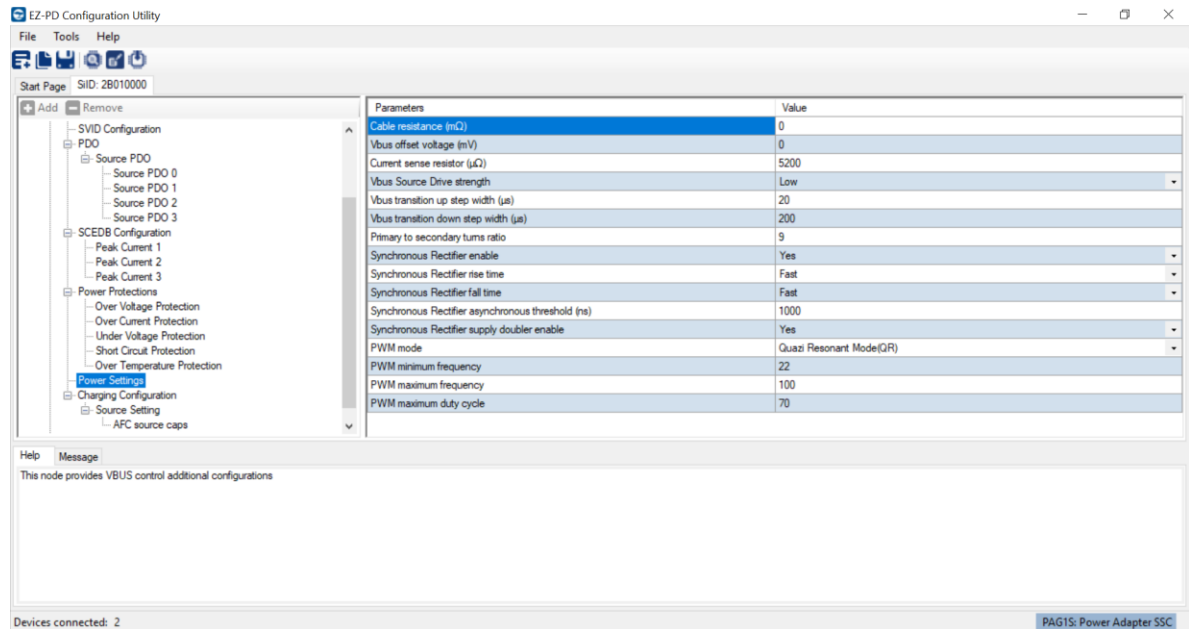 EZ-PD Configuration Utility
File Tools Help
Start Page SilD: 2B010000
Add Remove
SVID Configuration
PDO
Source PDO
Source PDO 0
Source PDO 1
Source PDO 2
Source PDO 3
SCEDB Configuration
Peak Current 1
Peak Current 2
Peak Current 3
Power Protections
Over Voltage Protection
Over Current Protection
Under Voltage Protection
Short Circuit Protection
Over Temperature Protection
Power Settings
Charging Configuration
Source Setting
AFC source caps
Parameters Value
Cable resistance (mΩ) 0
Vbus offset voltage (mV) 0
Current sense resistor (μΩ) 5200
Vbus Source Drive strength Low
Vbus transition up step width (μs) 20
Vbus transition down step width (μs) 200
Primary to secondary turns ratio 9
Synchronous Rectifier enable Yes
Synchronous Rectifier rise time Fast
Synchronous Rectifier fall time Fast
Synchronous Rectifier asynchronous threshold (ns) 1000
Synchronous Rectifier supply doubler enable Yes
PWM mode Quazi Resonant Mode(QR)
PWM minimum frequency 22
PWM maximum frequency 100
PWM maximum duty cycle 70
Help Message
This node provides VBUS control additional configurations
Devices connected: 2 PAG1S: Power Adapter SSC